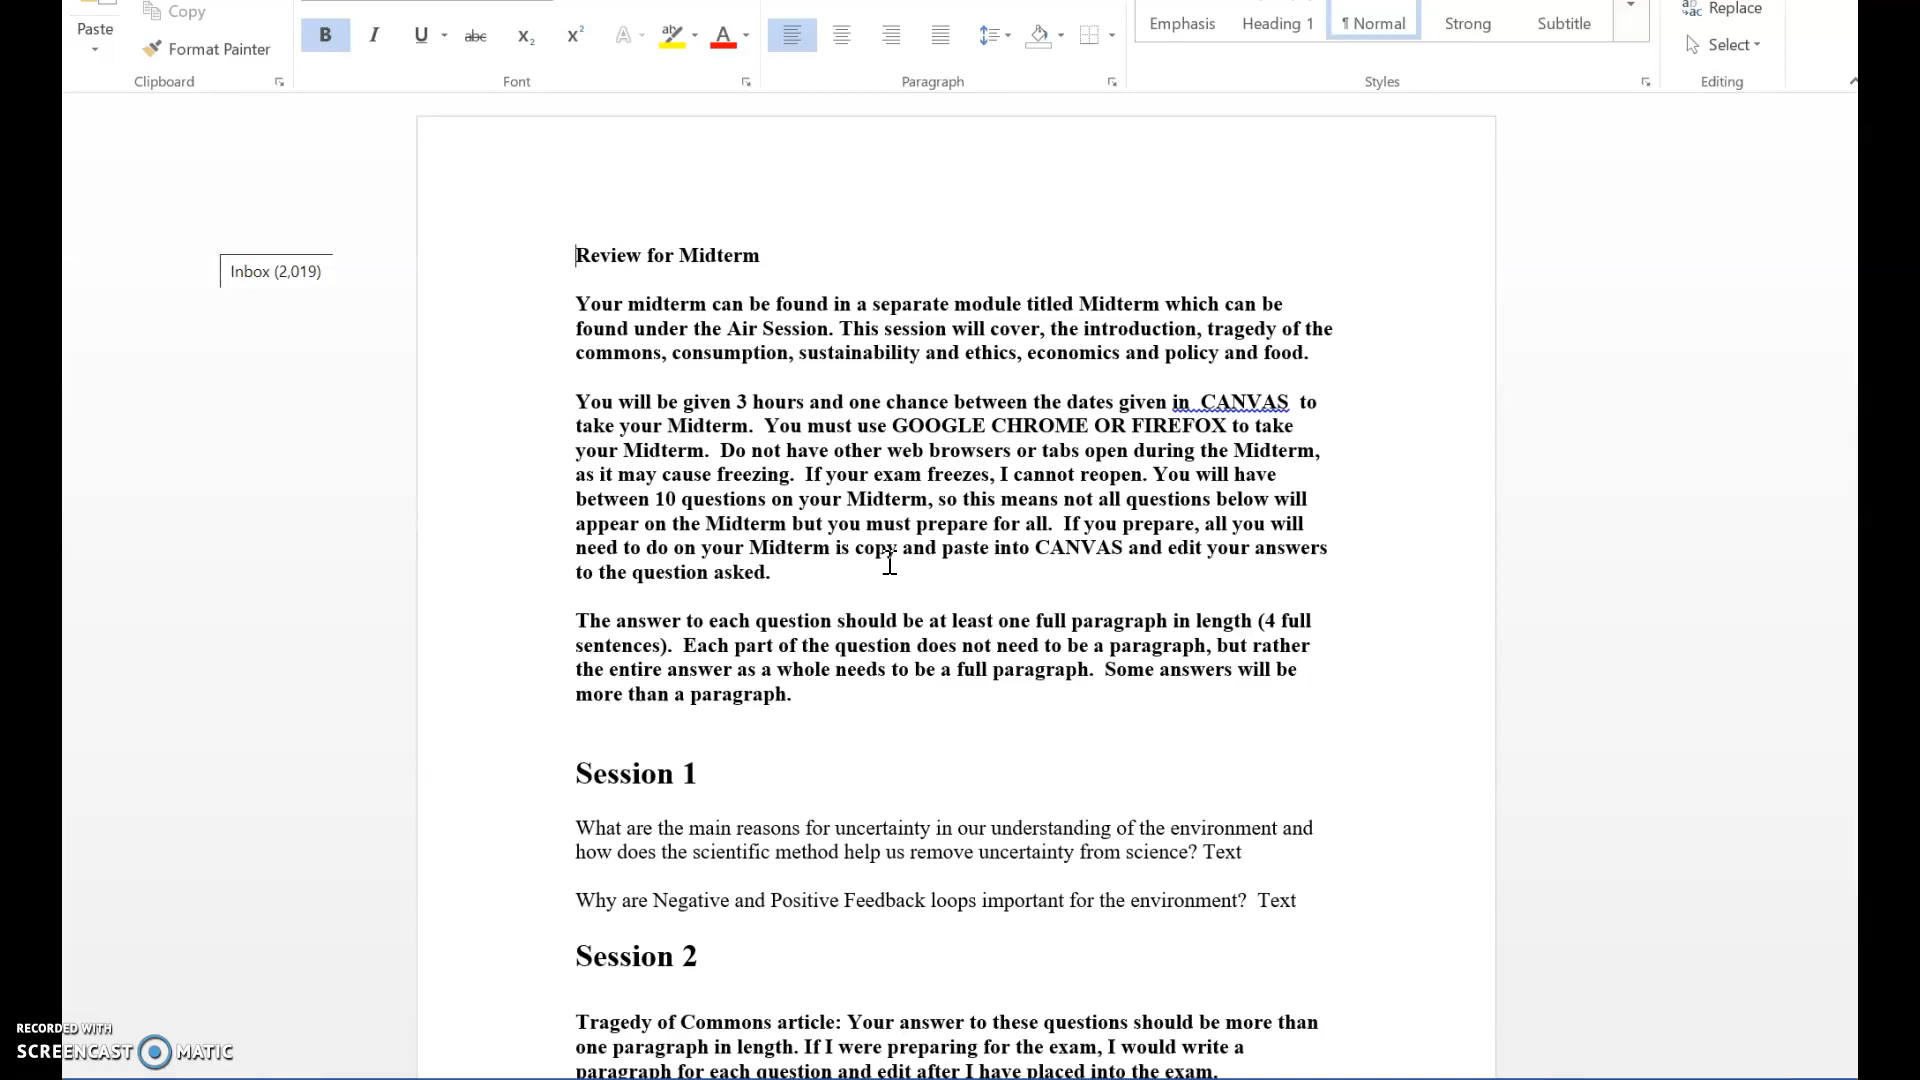 Paste
Copy
Format Painter
Clipboard
B I U abc X₂ X² A ab A
Font
Paragraph
Emphasis
Heading 1
¶ Normal
Strong
Subtitle
Styles
Replace
Select
Editing
Inbox (2,019)
Review for Midterm
Your midterm can be found in a separate module titled Midterm which can be
found under the Air Session. This session will cover, the introduction, tragedy of the
commons, consumption, sustainability and ethics, economics and policy and food.
You will be given 3 hours and one chance between the dates given in  CANVAS  to
take your Midterm.  You must use GOOGLE CHROME OR FIREFOX to take
your Midterm.  Do not have other web browsers or tabs open during the Midterm,
as it may cause freezing.  If your exam freezes, I cannot reopen. You will have
between 10 questions on your Midterm, so this means not all questions below will
appear on the Midterm but you must prepare for all.  If you prepare, all you will
need to do on your Midterm is copy and paste into CANVAS and edit your answers
to the question asked.
The answer to each question should be at least one full paragraph in length (4 full
sentences).  Each part of the question does not need to be a paragraph, but rather
the entire answer as a whole needs to be a full paragraph.  Some answers will be
more than a paragraph.
Session 1
What are the main reasons for uncertainty in our understanding of the environment and
how does the scientific method help us remove uncertainty from science? Text
Why are Negative and Positive Feedback loops important for the environment?  Text
Session 2
Tragedy of Commons article: Your answer to these questions should be more than
one paragraph in length. If I were preparing for the exam, I would write a
paragraph for each question and edit after I have placed into the exam.
RECORDED WITH
SCREENCAST MATIC